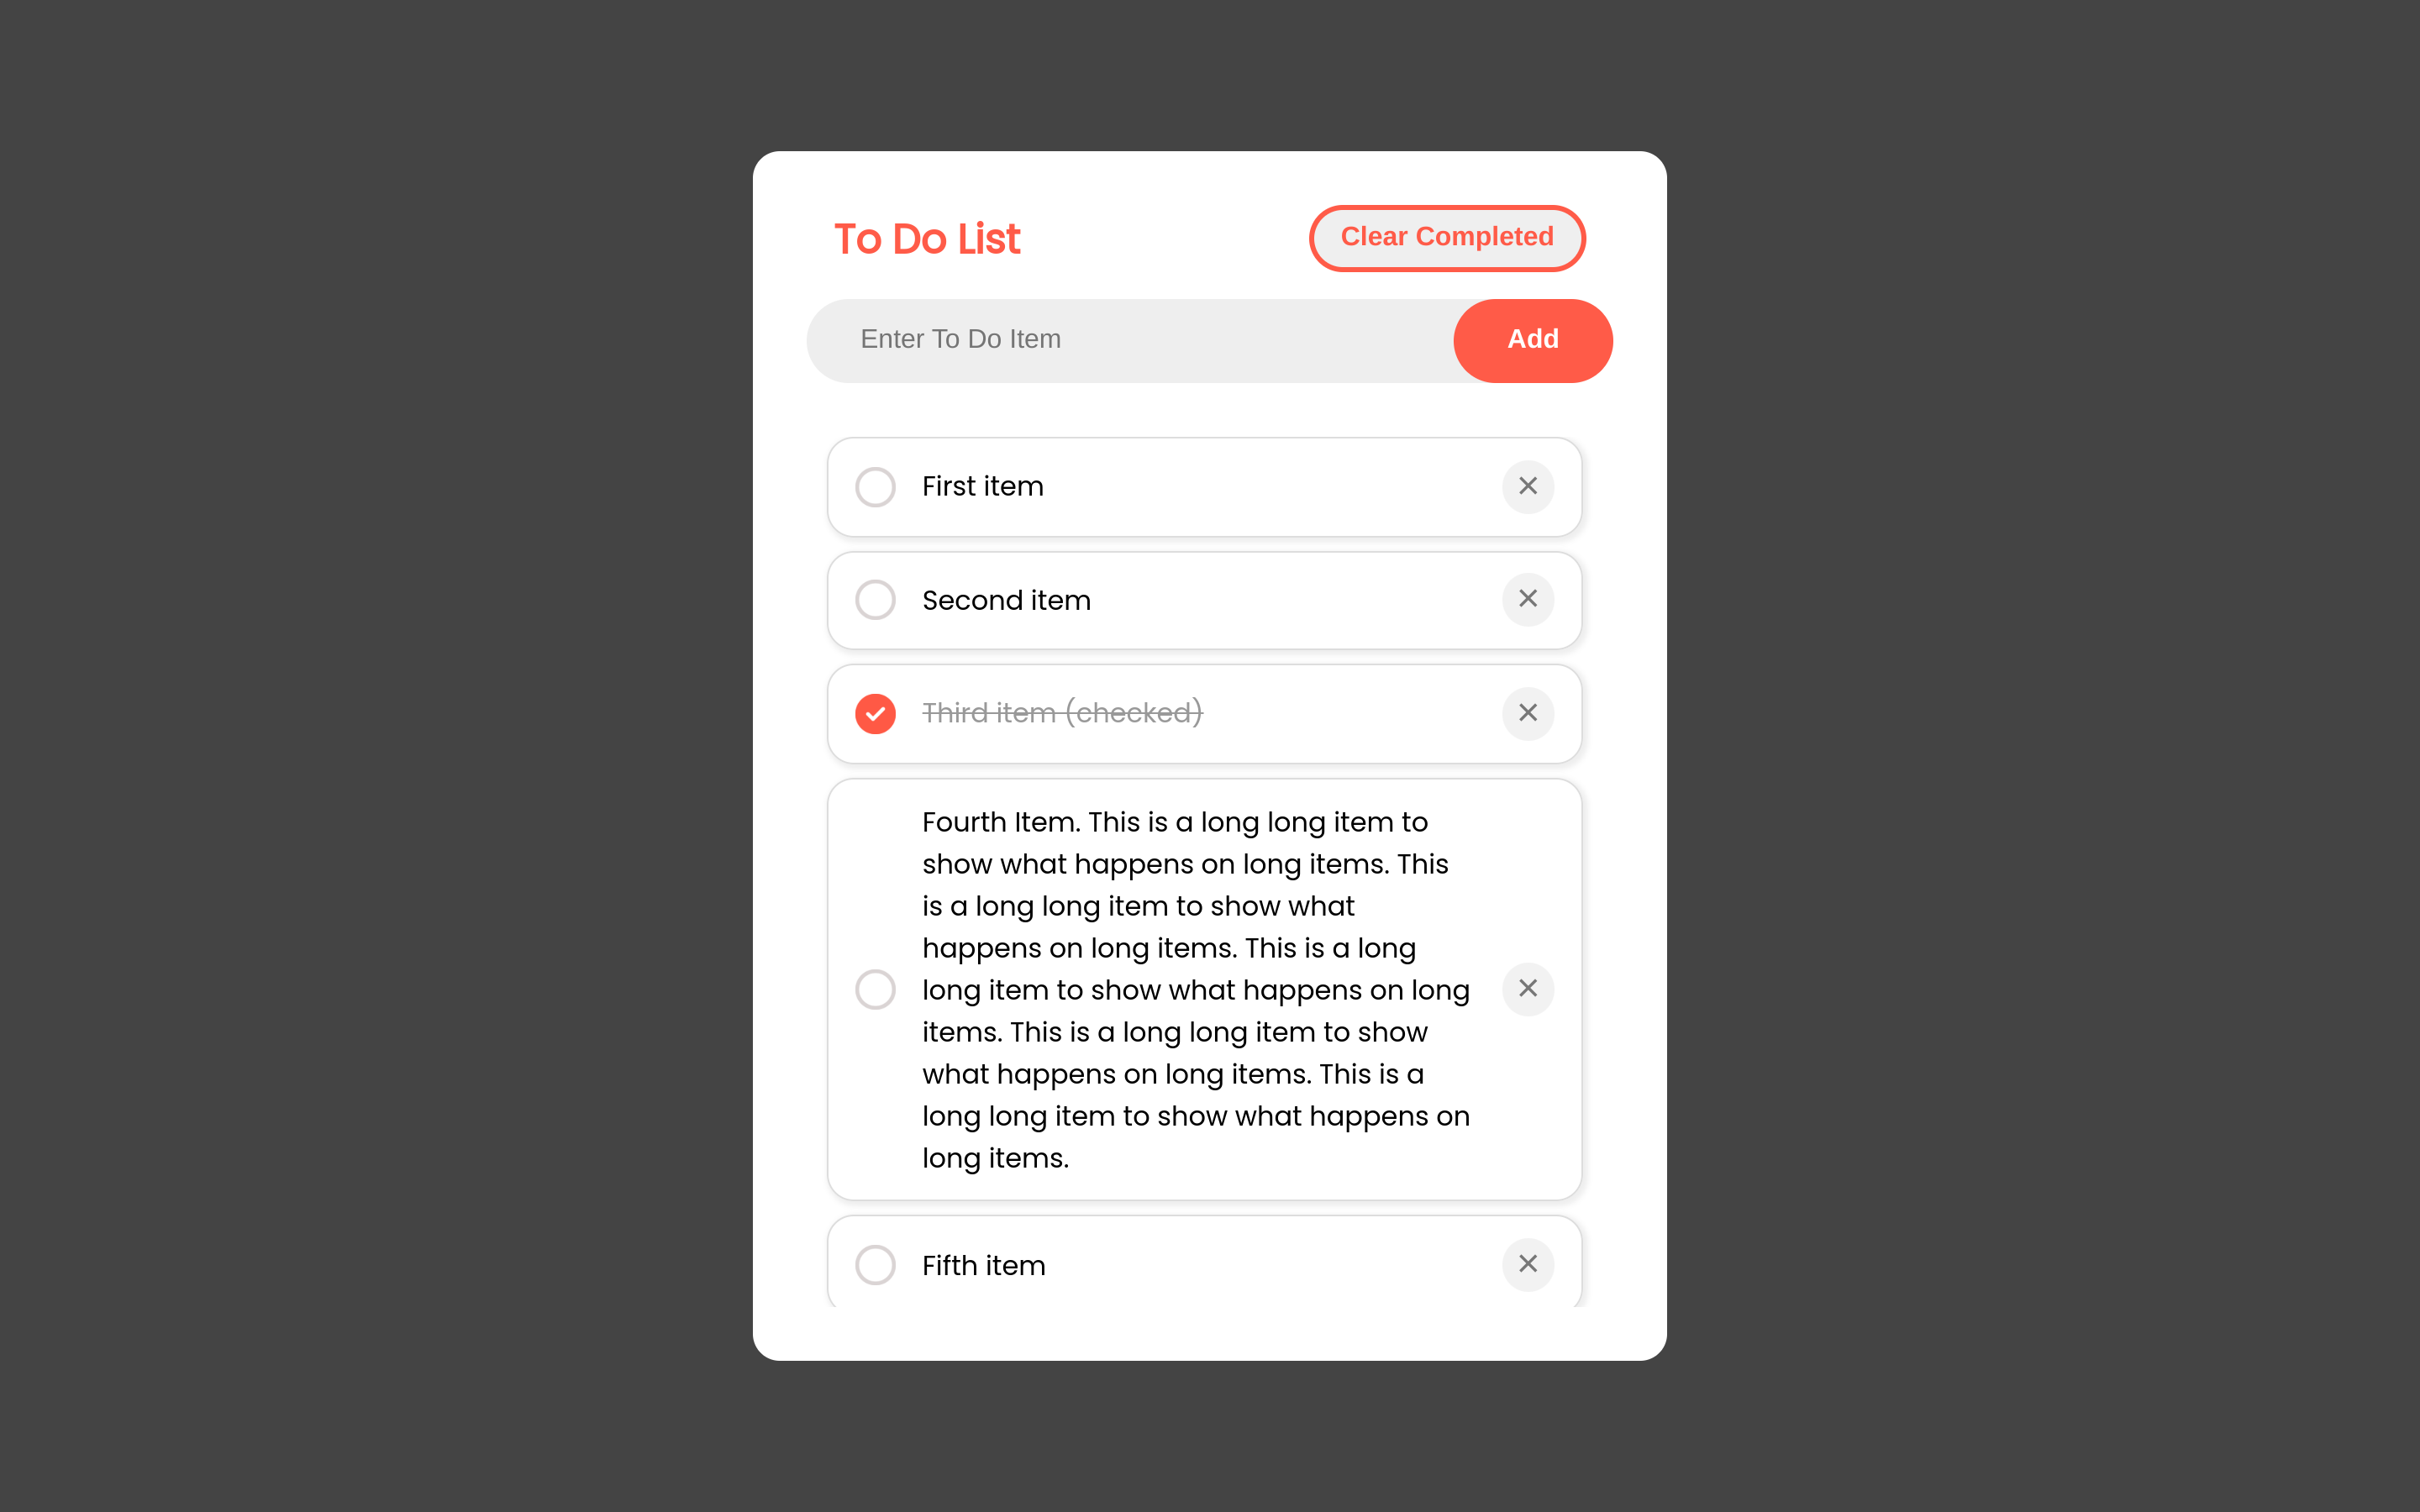 To Do List
Clear Completed
Enter To Do Item
Add
First item
Second item
Third item (checked)
Fourth Item. This is a long long item to
show what happens on long items. This
is a long long item to show what
happens on long items. This is a long
long item to show what happens on long
items. This is a long long item to show
what happens on long items. This is a
long long item to show what happens on
long items.
Fifth item